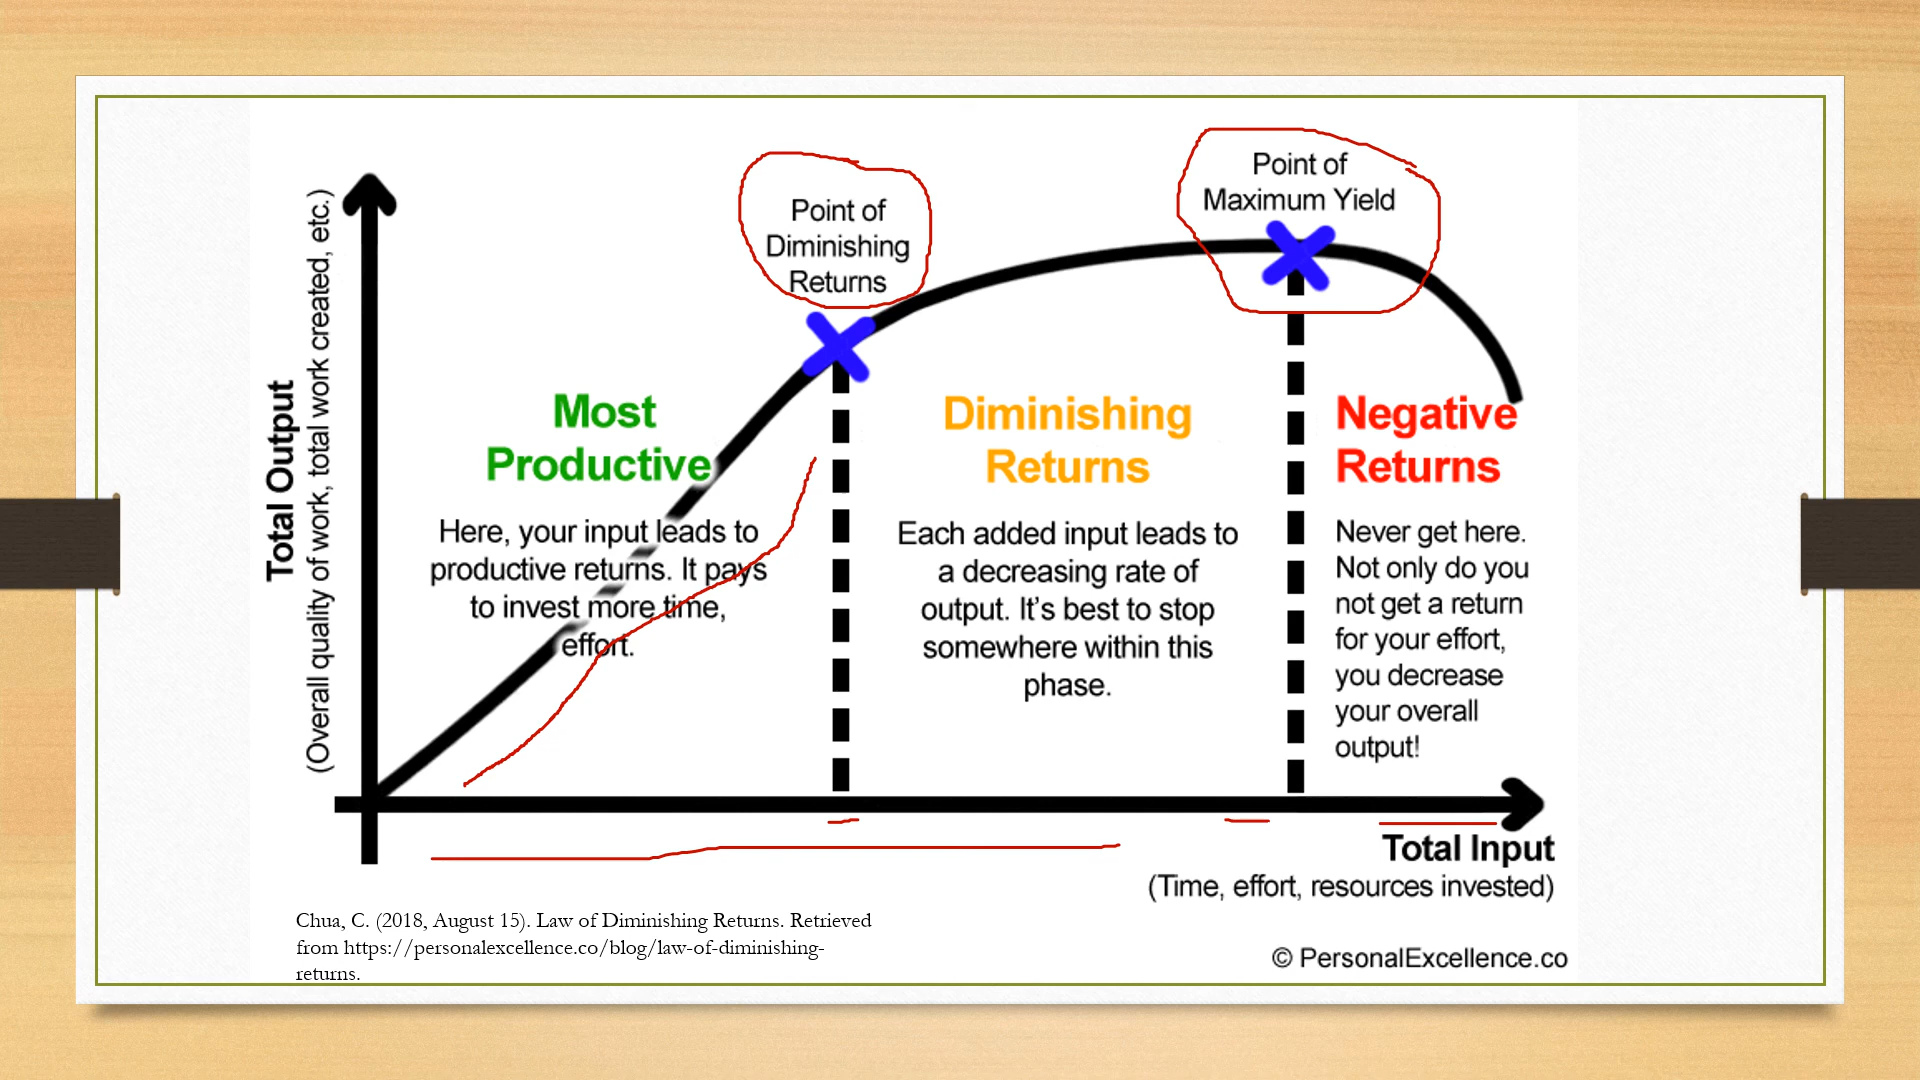 Point of
Diminishing
Returns
Point of
Maximum Yield
Total Output
(Overall quality of work, total work created, etc.)
Most
Productive
Here, your input leads to
productive returns. It pays
to invest more time,
effort.
Diminishing
Returns
Each added input leads to
a decreasing rate of
output. It's best to stop
somewhere within this
phase.
Negative
Returns
Never get here.
Not only do you
not get a return
for your effort,
you decrease
your overall
output!
Total Input
(Time, effort, resources invested)
Chua, C. (2018, August 15). Law of Diminishing Returns. Retrieved
from https://personalexcellence.co/blog/law-of-diminishing-
returns.
© PersonalExcellence.co